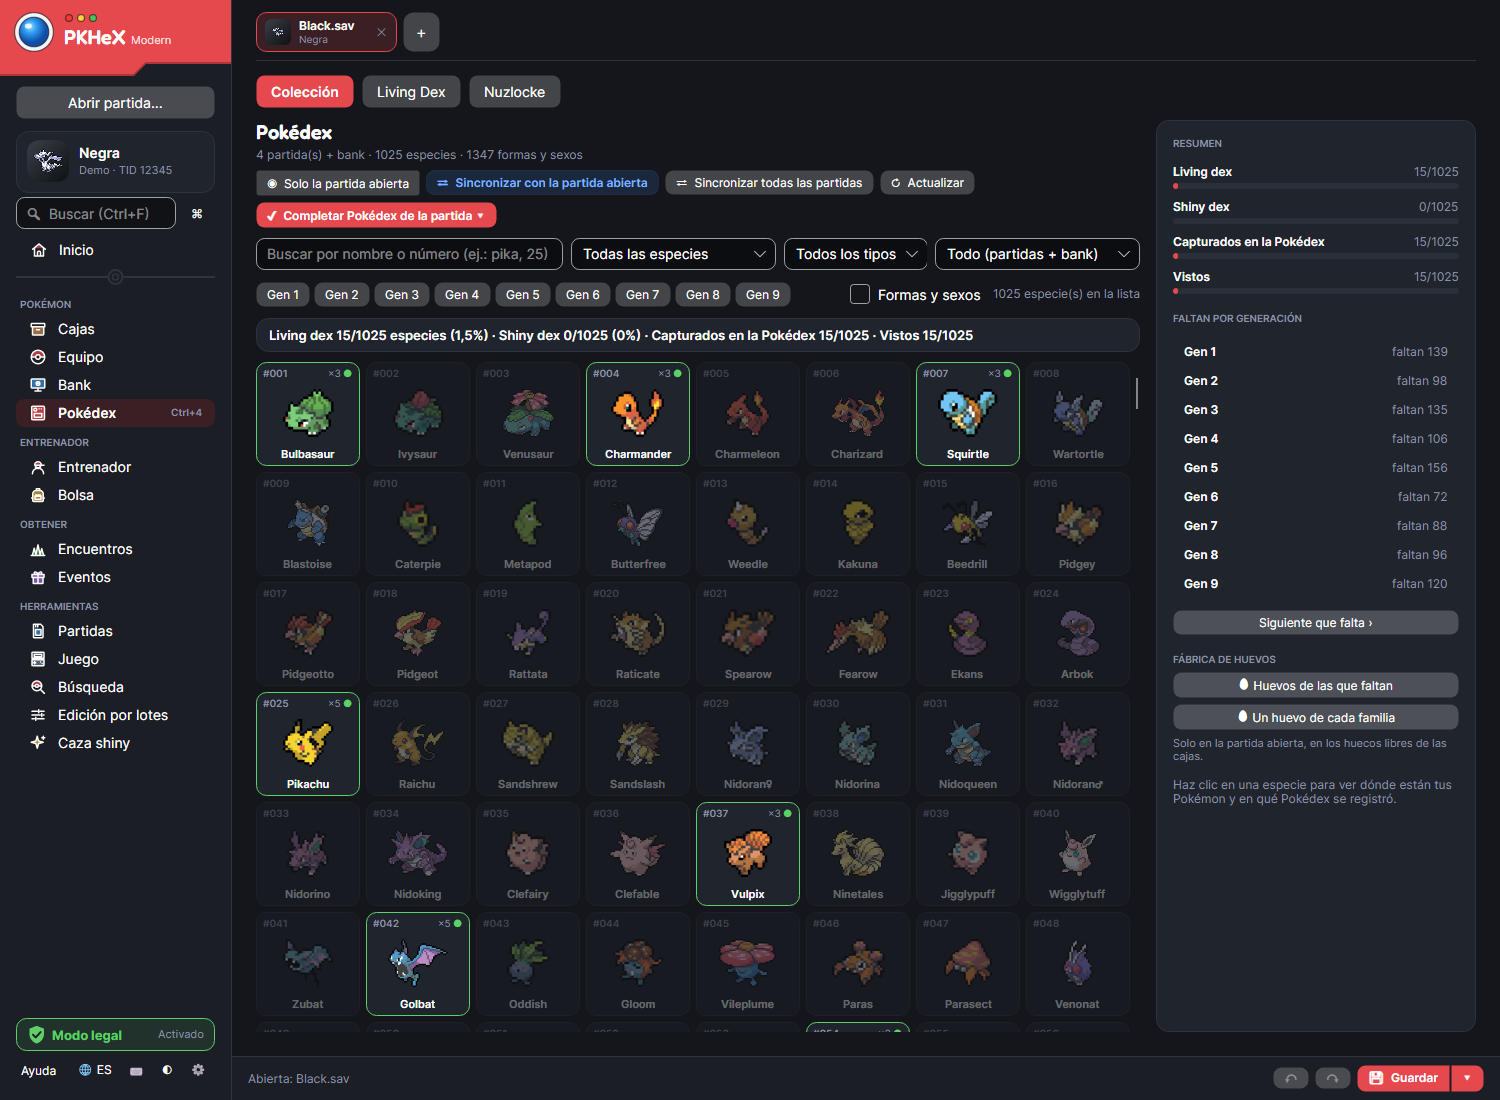 PKHeX Modern
Abrir partida...
Negra
Demo · TID 12345
Buscar (Ctrl+F)
⌘
Inicio
POKÉMON
Cajas
Equipo
Bank
Pokédex Ctrl+4
ENTRENADOR
Entrenador
Bolsa
OBTENER
Encuentros
Eventos
HERRAMIENTAS
Partidas
Juego
Búsqueda
Edición por lotes
Caza shiny
Modo legal Activado
Ayuda ES
Black.sav
Negra
+
Colección Living Dex Nuzlocke
Pokédex
4 partida(s) + bank · 1025 especies · 1347 formas y sexos
Solo la partida abierta Sincronizar con la partida abierta Sincronizar todas las partidas Actualizar
Completar Pokédex de la partida
Buscar por nombre o número (ej.: pika, 25) Todas las especies Todos los tipos Todo (partidas + bank)
Gen 1 Gen 2 Gen 3 Gen 4 Gen 5 Gen 6 Gen 7 Gen 8 Gen 9 Formas y sexos 1025 especie(s) en la lista
Living dex 15/1025 especies (1,5%) · Shiny dex 0/1025 (0%) · Capturados en la Pokédex 15/1025 · Vistos 15/1025
#001 ×3 #002 #003 #004 ×3 #005 #006 #007 ×3 #008
Bulbasaur Ivysaur Venusaur Charmander Charmeleon Charizard Squirtle Wartortle
#009 #010 #011 #012 #013 #014 #015 #016
Blastoise Caterpie Metapod Butterfree Weedle Kakuna Beedrill Pidgey
#017 #018 #019 #020 #021 #022 #023 #024
Pidgeotto Pidgeot Rattata Raticate Spearow Fearow Ekans Arbok
#025 ×5 #026 #027 #028 #029 #030 #031 #032
Pikachu Raichu Sandshrew Sandslash Nidoran♀ Nidorina Nidoqueen Nidoran♂
#033 #034 #035 #036 #037 ×3 #038 #039 #040
Nidorino Nidoking Clefairy Clefable Vulpix Ninetales Jigglypuff Wigglytuff
#041 #042 ×5 #043 #044 #045 #046 #047 #048
Zubat Golbat Oddish Gloom Vileplume Paras Parasect Venonat
RESUMEN
Living dex 15/1025
Shiny dex 0/1025
Capturados en la Pokédex 15/1025
Vistos 15/1025
FALTAN POR GENERACIÓN
Gen 1 faltan 139
Gen 2 faltan 98
Gen 3 faltan 135
Gen 4 faltan 106
Gen 5 faltan 156
Gen 6 faltan 72
Gen 7 faltan 88
Gen 8 faltan 96
Gen 9 faltan 120
Siguiente que falta ›
FÁBRICA DE HUEVOS
Huevos de las que faltan
Un huevo de cada familia
Solo en la partida abierta, en los huecos libres de las
cajas.
Haz clic en una especie para ver dónde están tus
Pokémon y en qué Pokédex se registró.
Abierta: Black.sav
Guardar